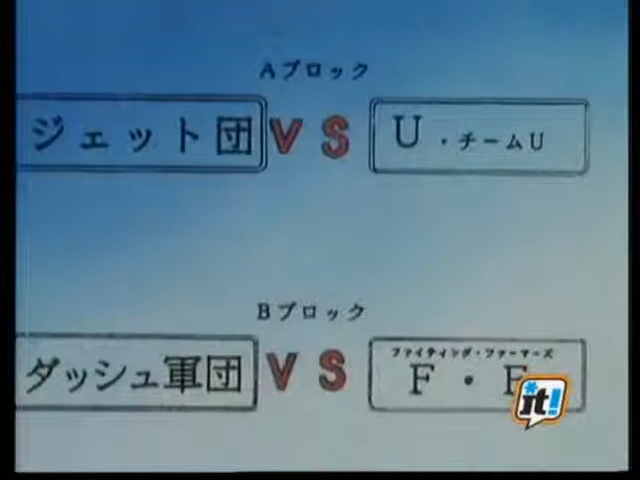 Aブロック
ジェット団 VS U・チームU
Bブロック
ファイティング・ファーマーズ
ダッシュ軍団 VS F・F
it!